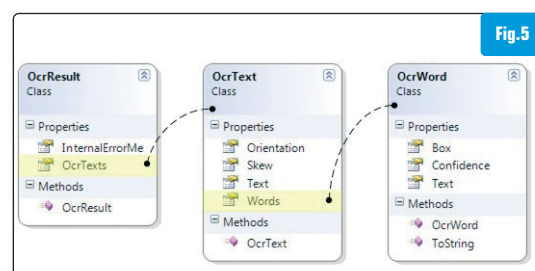 Fig.5
OcrResult
Class
Properties
InternalErrorMe
OcrTexts
Methods
OcrResult
OcrText
Class
Properties
Orientation
Skew
Text
Words
Methods
OcrText
OcrWord
Class
Properties
Box
Confidence
Text
Methods
OcrWord
ToString